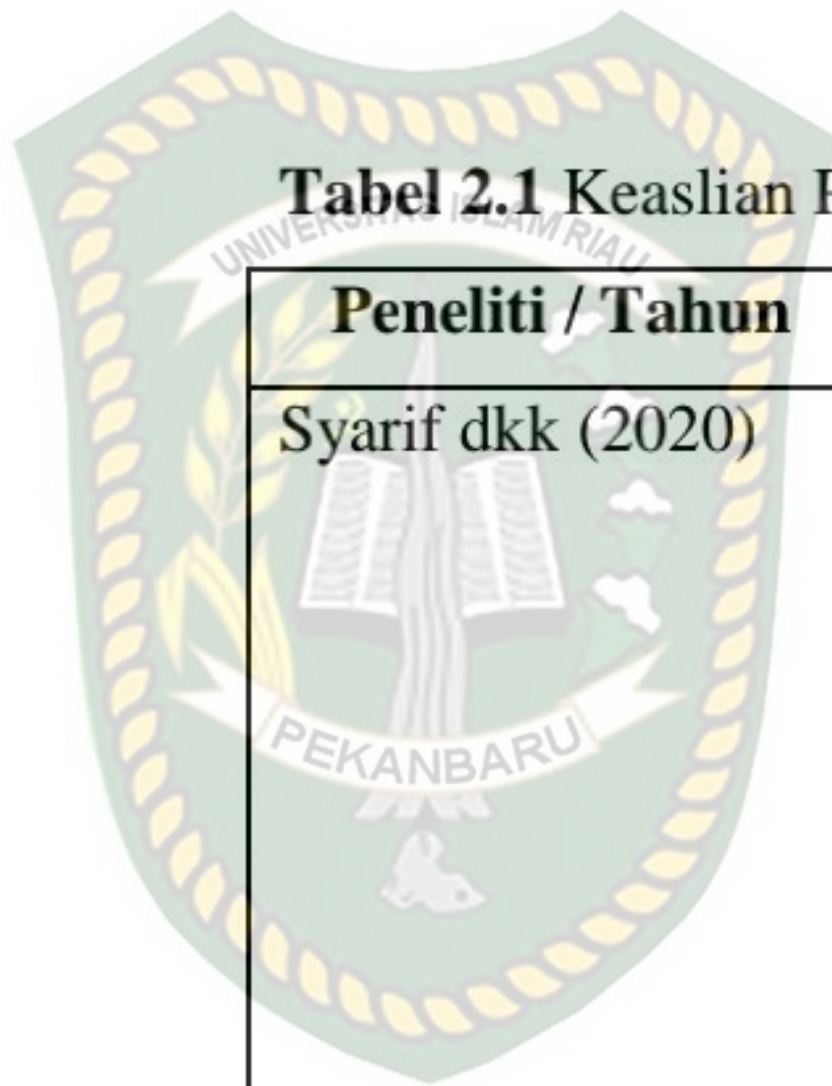 Tabel 2.1 Keaslian
UNIVERSITAS ISLAM RIAU
Peneliti / Tahun
Syarif dkk (2020)
PEKANBARU